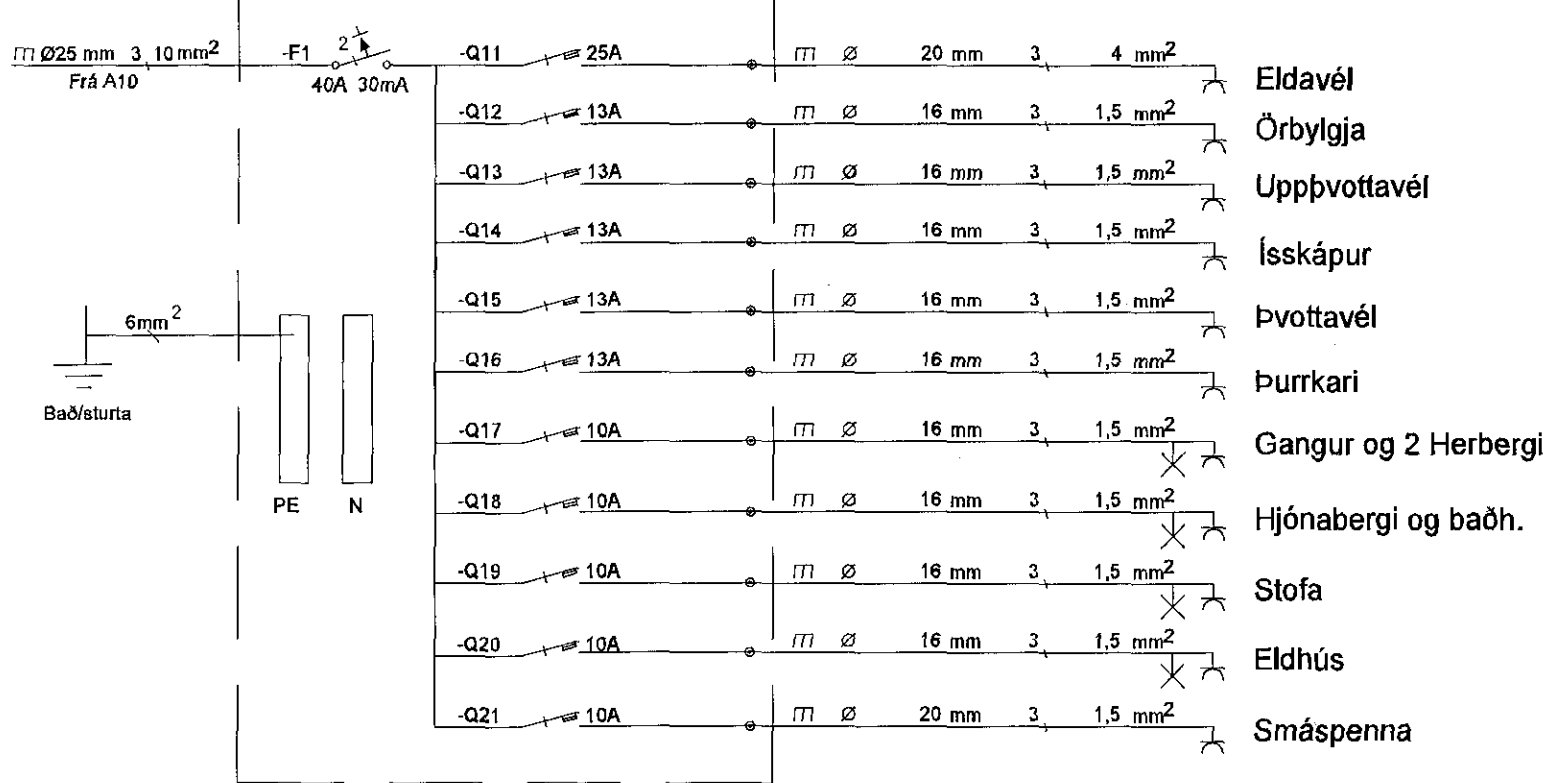 Ø25 mm 3 10 mm² -F1 2 -Q11 25A Ø 20 mm 3 4 mm² Eldavél
Frá A10 40A 30mA
-Q12 13A Ø 16 mm 3 1,5 mm² Örbylgja
-Q13 13A Ø 16 mm 3 1,5 mm² Uppþvottavél
-Q14 13A Ø 16 mm 3 1,5 mm² Ísskápur
-Q15 13A Ø 16 mm 3 1,5 mm² Þvottavél
6mm²
-Q16 13A Ø 16 mm 3 1,5 mm² Þurrkari
Bað/sturta
-Q17 10A Ø 16 mm 3 1,5 mm² Gangur og 2 Herbergi
PE N
-Q18 10A Ø 16 mm 3 1,5 mm² Hjónabergi og baðh.
-Q19 10A Ø 16 mm 3 1,5 mm² Stofa
-Q20 10A Ø 16 mm 3 1,5 mm² Eldhús
-Q21 10A Ø 20 mm 3 1,5 mm² Smáspenna